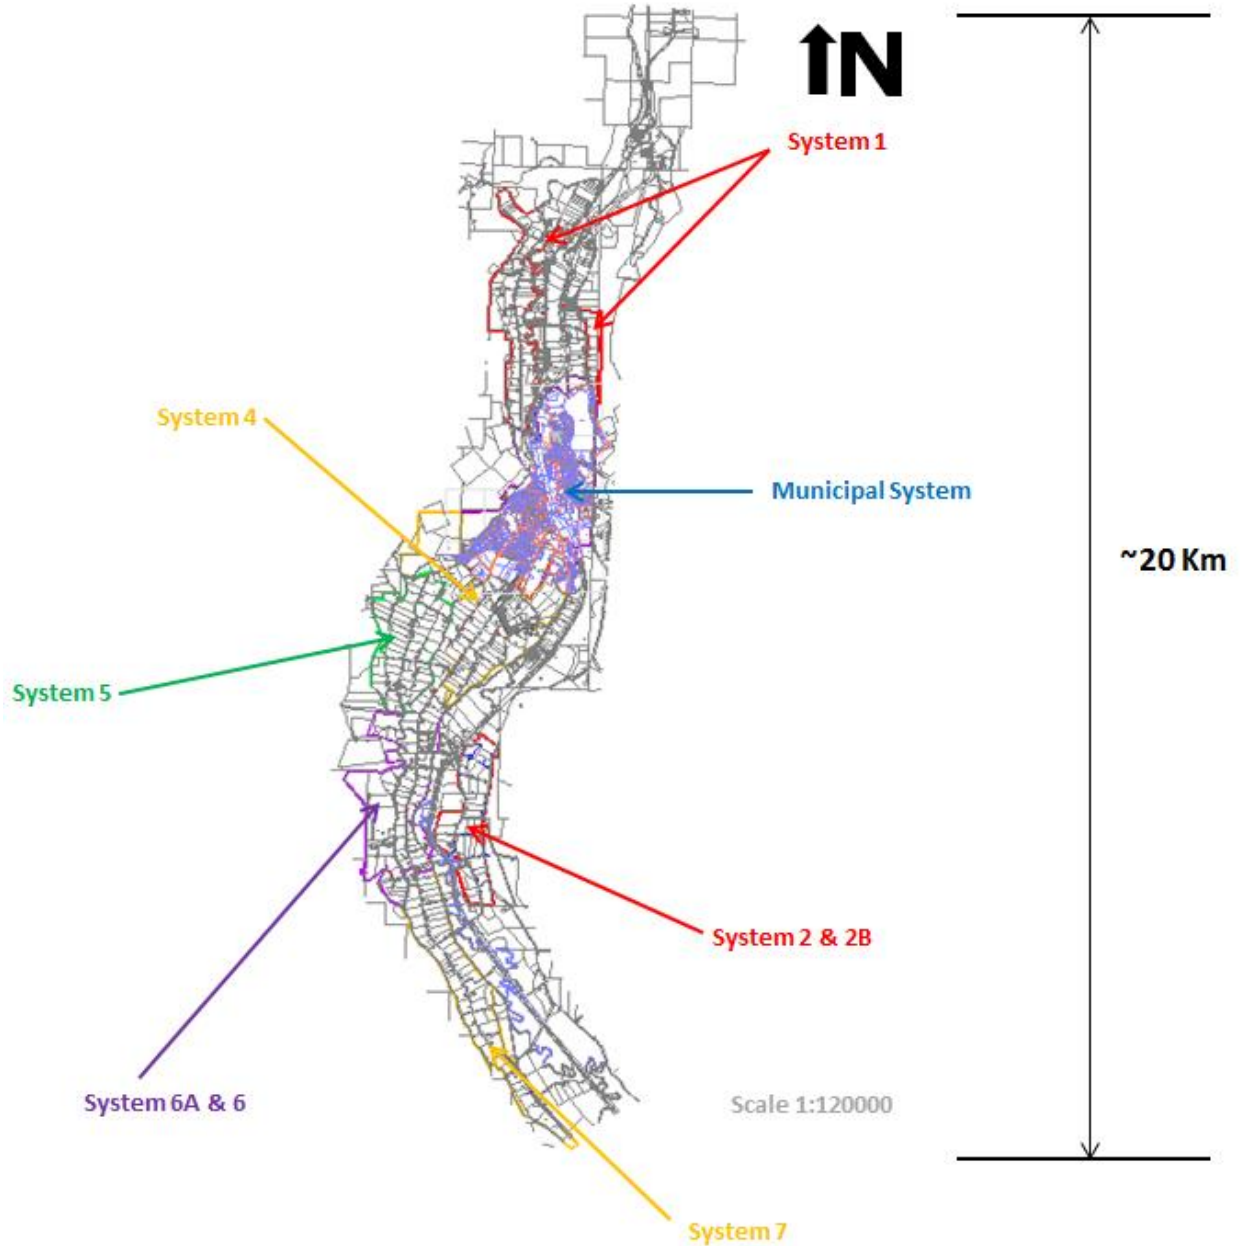 N
System 1
System 4
Municipal System
~20 Km
System 5
System 2 & 2B
System 6A & 6
Scale 1:120000
System 7